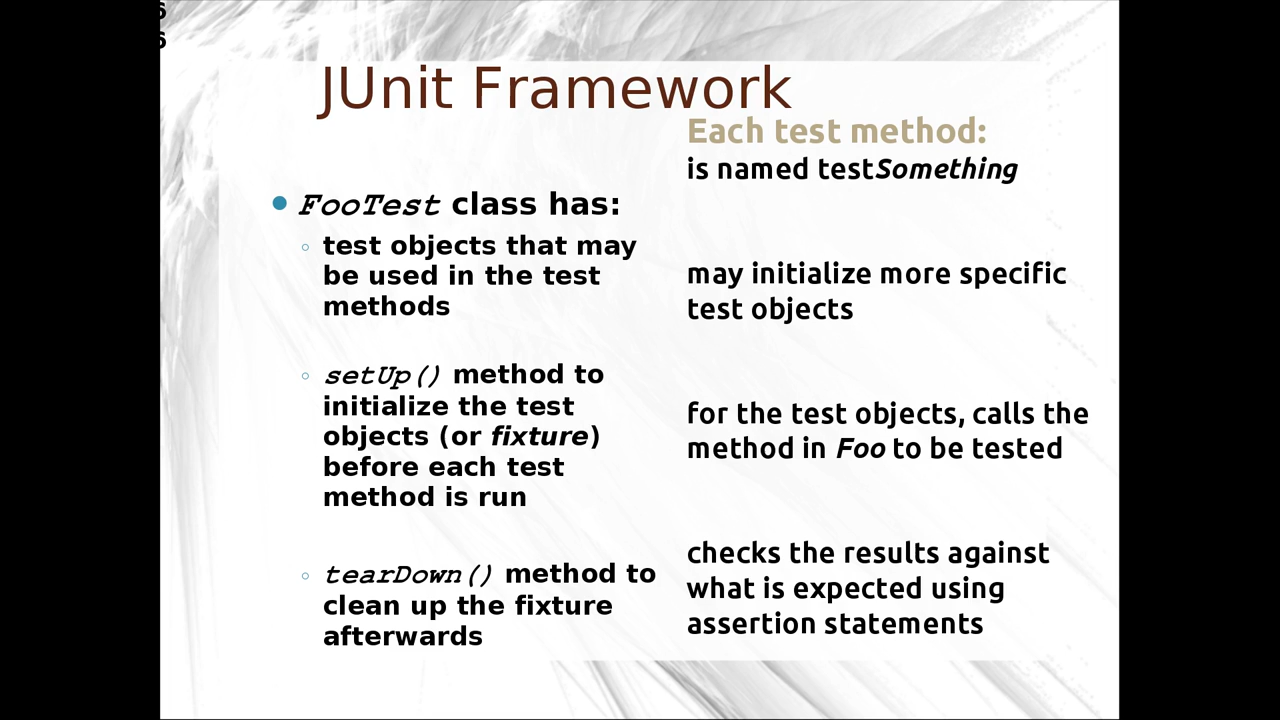 JUnit Framework
• FooTest class has:
◦ test objects that may
be used in the test
methods
◦ setUp() method to
initialize the test
objects (or fixture)
before each test
method is run
◦ tearDown() method to
clean up the fixture
afterwards
Each test method:
is named testSomething
may initialize more specific
test objects
for the test objects, calls the
method in Foo to be tested
checks the results against
what is expected using
assertion statements